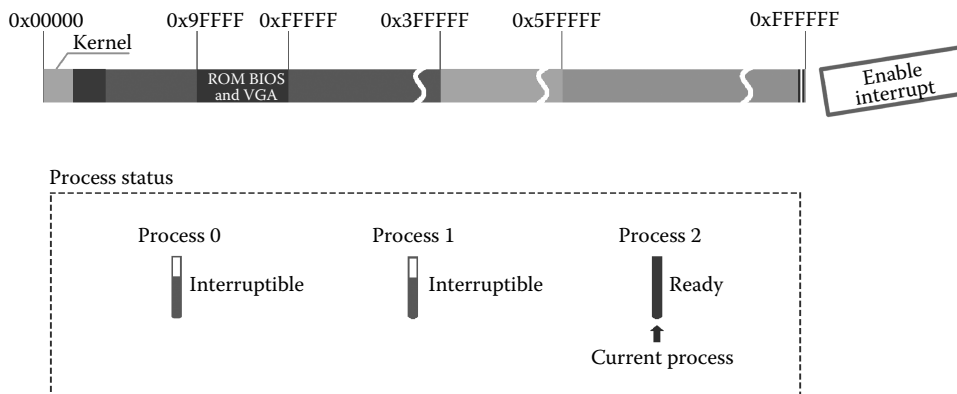 0x00000 0x9FFFF 0xFFFFF 0x3FFFFF 0x5FFFFF 0xFFFFFF
Kernel
ROM BIOS
and VGA
Enable
interrupt
Process status
Process 0 Process 1 Process 2
Interruptible Interruptible Ready
Current process